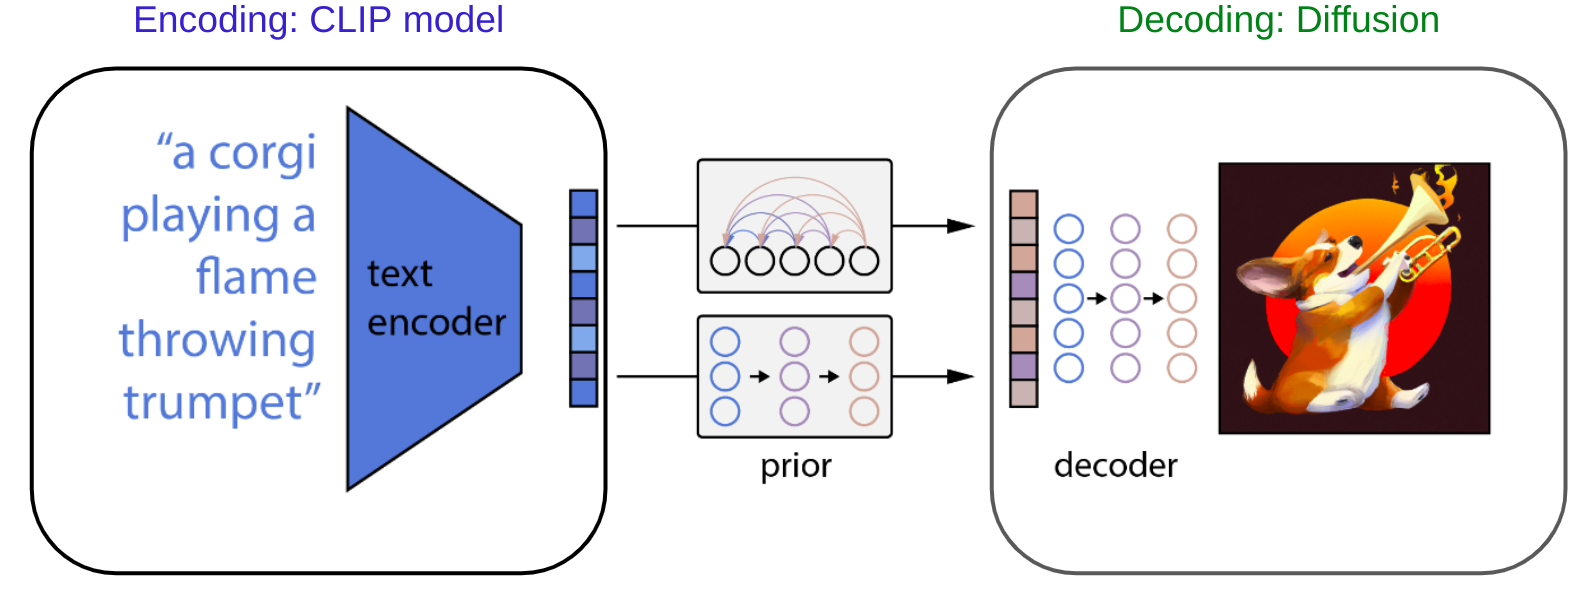 Encoding: CLIP model
Decoding: Diffusion
“a corgi
playing a
flame
throwing
trumpet”
text
encoder
prior
decoder